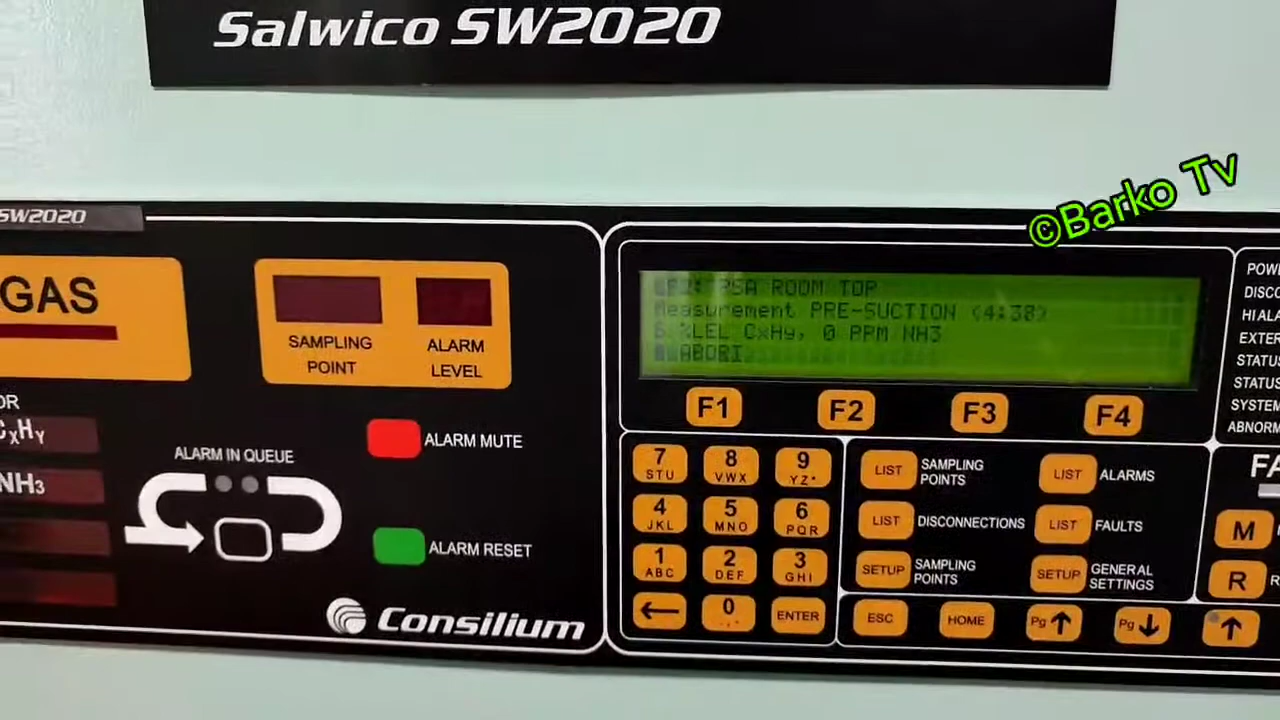 Salwico SW2020
©Barko Tv
SW2020
GAS
SAMPLING
POINT
ALARM
LEVEL
CxHY
NH3
ALARM IN QUEUE
ALARM MUTE
ALARM RESET
Consilium
PSA ROOM TOP
Measurement PRE-SUCTION (4:38)
%LEL CxHy, 0 PPM NH3
F1
F2
F3
F4
7
STU
8
VWX
9
YZ*
4
JKL
5
MNO
6
PQR
1
ABC
2
DEF
3
GHI
0
ENTER
LIST
SAMPLING
POINTS
LIST
ALARMS
LIST
DISCONNECTIONS
LIST
FAULTS
SETUP
SAMPLING
POINTS
SETUP
GENERAL
SETTINGS
ESC
HOME
Pg
Pg
POWE
DISCO
HI ALA
EXTER
STATUS
STATUS
SYSTEM
ABNORM
FA
M
R